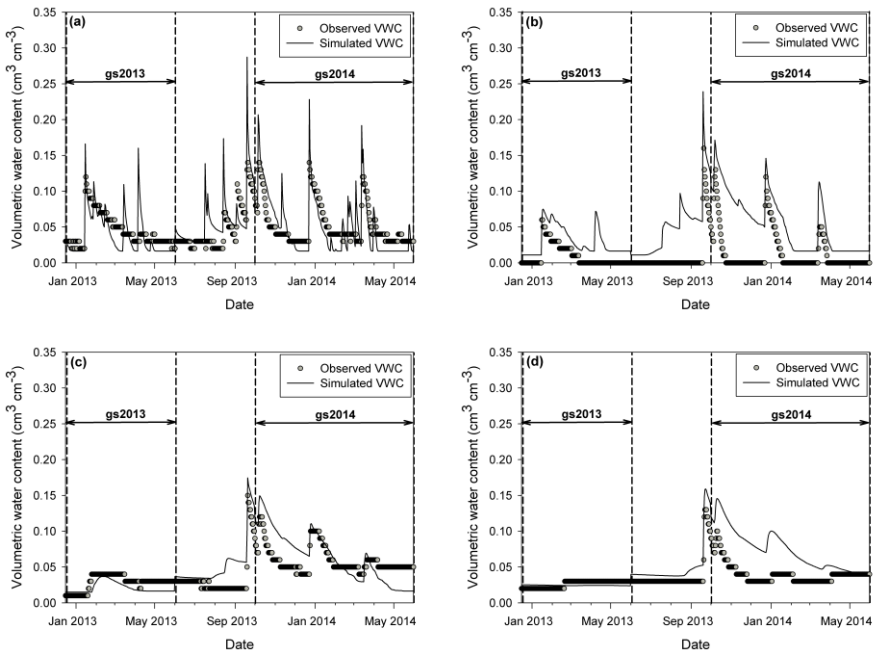 (a)
Observed VWC
Simulated VWC
gs2013
gs2014
Volumetric water content (cm³ cm⁻³)
0.35
0.30
0.25
0.20
0.15
0.10
0.05
0.00
Jan 2013
May 2013
Sep 2013
Jan 2014
May 2014
Date
(b)
Observed VWC
Simulated VWC
gs2013
gs2014
Volumetric water content (cm³ cm⁻³)
0.35
0.30
0.25
0.20
0.15
0.10
0.05
0.00
Jan 2013
May 2013
Sep 2013
Jan 2014
May 2014
Date
(c)
Observed VWC
Simulated VWC
gs2013
gs2014
Volumetric water content (cm³ cm⁻³)
0.35
0.30
0.25
0.20
0.15
0.10
0.05
0.00
Jan 2013
May 2013
Sep 2013
Jan 2014
May 2014
Date
(d)
Observed VWC
Simulated VWC
gs2013
gs2014
Volumetric water content (cm³ cm⁻³)
0.35
0.30
0.25
0.20
0.15
0.10
0.05
0.00
Jan 2013
May 2013
Sep 2013
Jan 2014
May 2014
Date